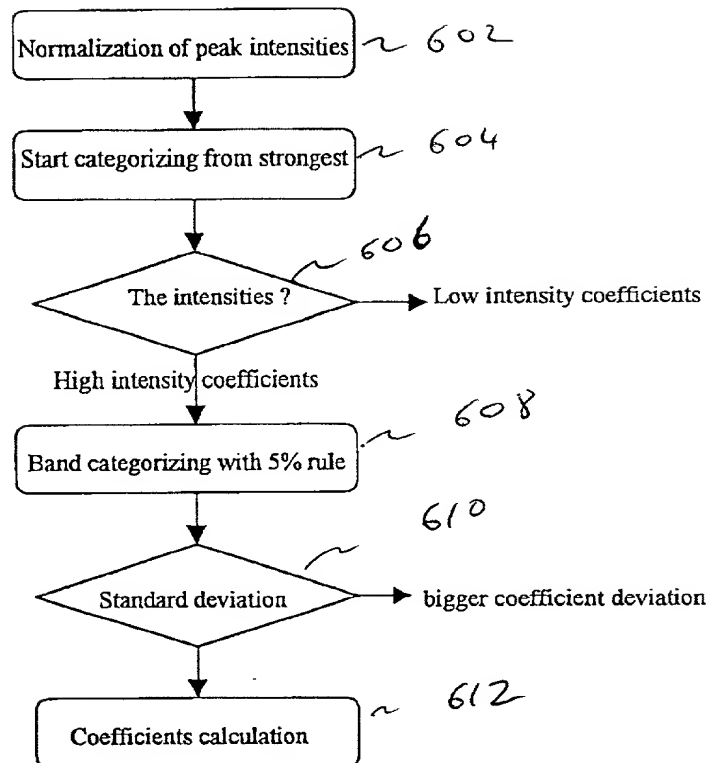 Normalization of peak intensities 602
Start categorizing from strongest 604
606
The intensities ? Low intensity coefficients
High intensity coefficients
608
Band categorizing with 5% rule
610
Standard deviation bigger coefficient deviation
612
Coefficients calculation